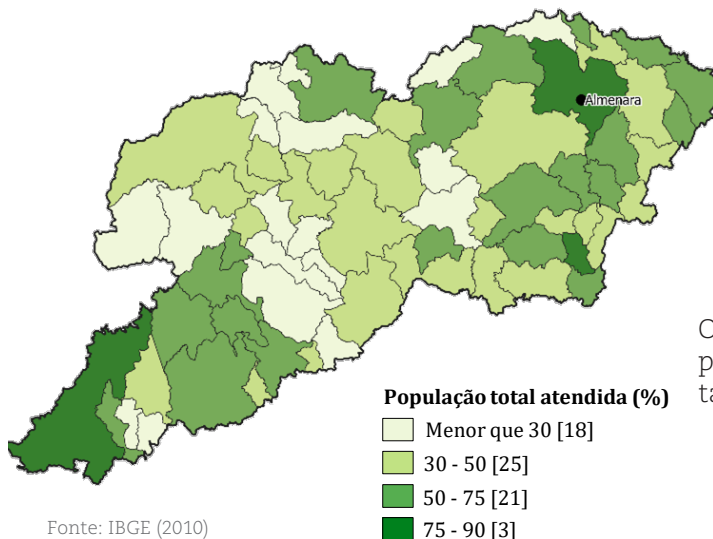 Almenara
População total atendida (%)
Menor que 30 [18]
30 - 50 [25]
50 - 75 [21]
75 - 90 [3]
Fonte: IBGE (2010)